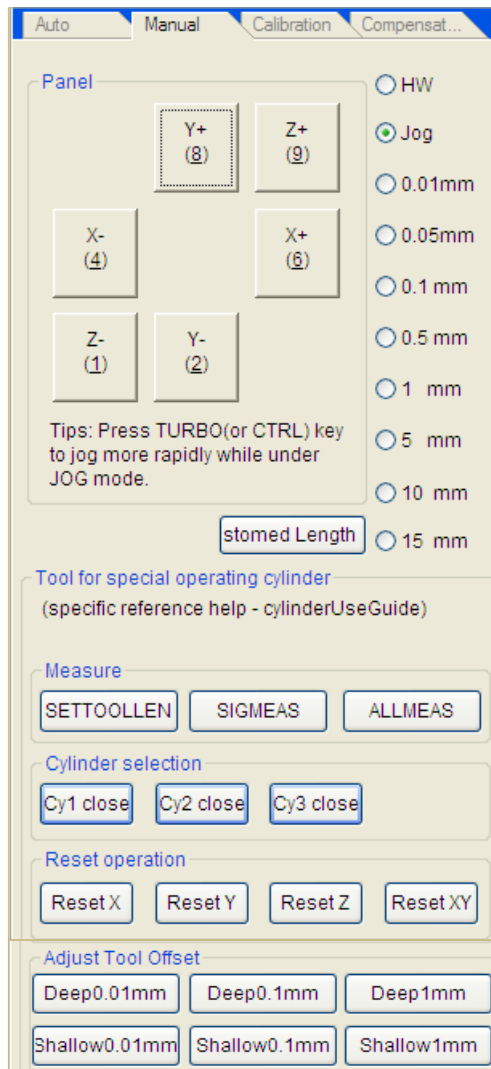 Auto Manual Calibration Compensat...
Panel
HW
Y+ Z+
(8) (9)
Jog
0.01mm
X- X+
(4) (6)
0.05mm
0.1 mm
Z- Y-
(1) (2)
0.5 mm
1 mm
Tips: Press TURBO(or CTRL) key
to jog more rapidly while under
JOG mode.
5 mm
10 mm
stomed Length
15 mm
Tool for special operating cylinder
(specific reference help - cylinderUseGuide)
Measure
SETTOOLLEN SIGMEAS ALLMEAS
Cylinder selection
Cy1 close Cy2 close Cy3 close
Reset operation
Reset X Reset Y Reset Z Reset XY
Adjust Tool Offset
Deep0.01mm Deep0.1mm Deep1mm
Shallow0.01mm Shallow0.1mm Shallow1mm